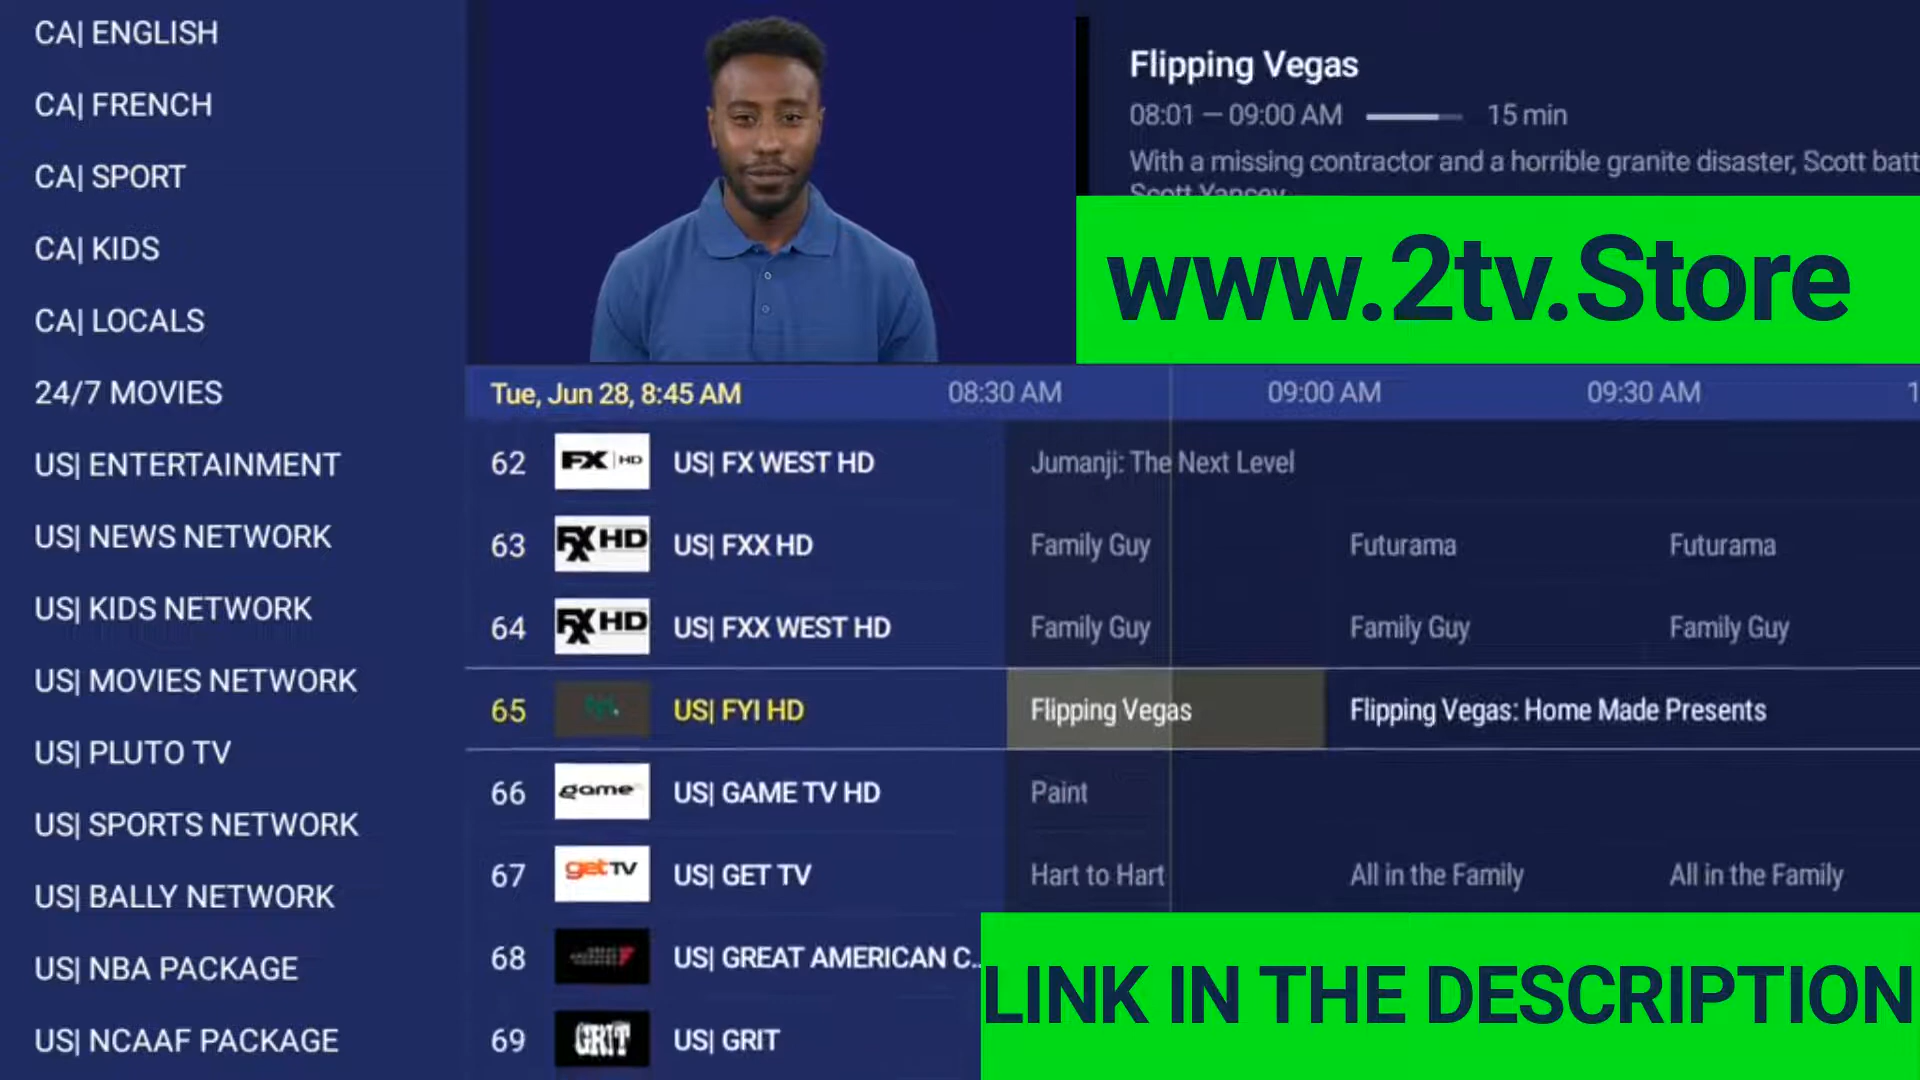 CA| ENGLISH
CA| FRENCH
CA| SPORT
CA| KIDS
CA| LOCALS
24/7 MOVIES
US| ENTERTAINMENT
US| NEWS NETWORK
US| KIDS NETWORK
US| MOVIES NETWORK
US| PLUTO TV
US| SPORTS NETWORK
US| BALLY NETWORK
US| NBA PACKAGE
US| NCAAF PACKAGE
Flipping Vegas
08:01 — 09:00 AM 15 min
With a missing contractor and a horrible granite disaster, Scott batt
Scott Yancey
www.2tv.Store
Tue, Jun 28, 8:45 AM 08:30 AM 09:00 AM 09:30 AM 1
62 FX HD US| FX WEST HD Jumanji: The Next Level
63 FXX HD US| FXX HD Family Guy Futurama Futurama
64 FXX HD US| FXX WEST HD Family Guy Family Guy Family Guy
65 fyi. US| FYI HD Flipping Vegas Flipping Vegas: Home Made Presents
66 game US| GAME TV HD Paint
67 getTV US| GET TV Hart to Hart All in the Family All in the Family
68 US| GREAT AMERICAN C...
69 GRIT US| GRIT
LINK IN THE DESCRIPTION